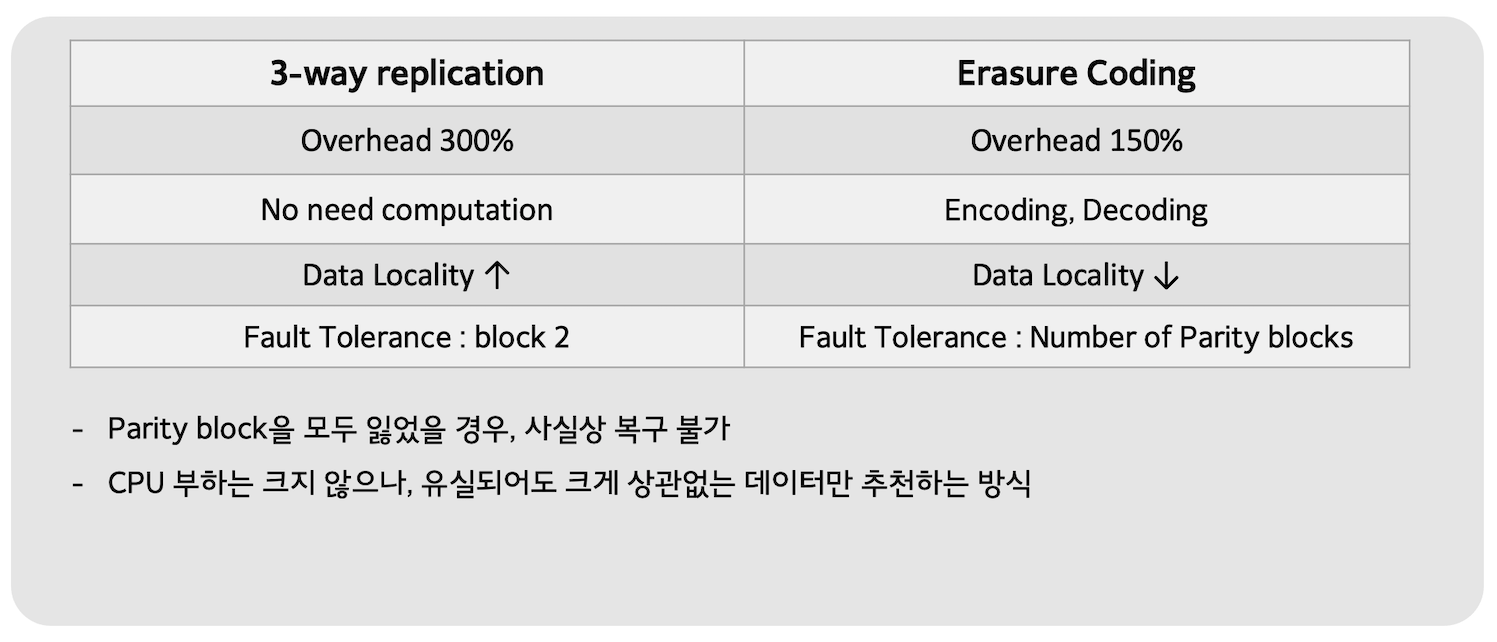 3-way replication
Erasure Coding
Overhead 300%
Overhead 150%
No need computation
Encoding, Decoding
Data Locality ↑
Data Locality ↓
Fault Tolerance : block 2
Fault Tolerance : Number of Parity blocks
- Parity block을 모두 잃었을 경우, 사실상 복구 불가
- CPU 부하는 크지 않으나, 유실되어도 크게 상관없는 데이터만 추천하는 방식